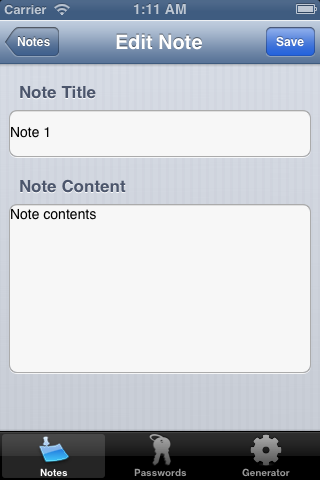 Carrier 1:11 AM
Notes Edit Note Save
Note Title
Note 1
Note Content
Note contents
Notes Passwords Generator